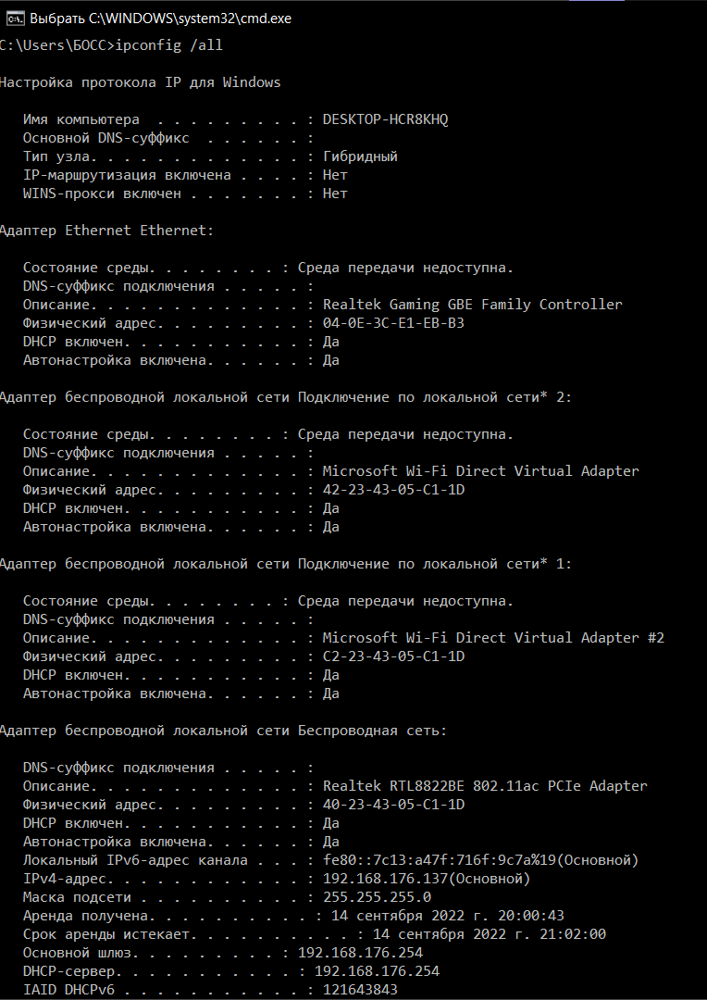 Выбрать C:\WINDOWS\system32\cmd.exe
C:\Users\БОСС>ipconfig /all
Настройка протокола IP для Windows
Имя компьютера  . . . . . . . . . : DESKTOP-HCR8KHQ
Основной DNS-суффикс  . . . . . . :
Тип узла. . . . . . . . . . . . . : Гибридный
IP-маршрутизация включена . . . . : Нет
WINS-прокси включен . . . . . . . : Нет
Адаптер Ethernet Ethernet:
Состояние среды. . . . . . . . : Среда передачи недоступна.
DNS-суффикс подключения . . . . . :
Описание. . . . . . . . . . . . . : Realtek Gaming GBE Family Controller
Физический адрес. . . . . . . . . : 04-0E-3C-E1-EB-B3
DHCP включен. . . . . . . . . . . : Да
Автонастройка включена. . . . . . : Да
Адаптер беспроводной локальной сети Подключение по локальной сети* 2:
Состояние среды. . . . . . . . : Среда передачи недоступна.
DNS-суффикс подключения . . . . . :
Описание. . . . . . . . . . . . . : Microsoft Wi-Fi Direct Virtual Adapter
Физический адрес. . . . . . . . . : 42-23-43-05-C1-1D
DHCP включен. . . . . . . . . . . : Да
Автонастройка включена. . . . . . : Да
Адаптер беспроводной локальной сети Подключение по локальной сети* 1:
Состояние среды. . . . . . . . : Среда передачи недоступна.
DNS-суффикс подключения . . . . . :
Описание. . . . . . . . . . . . . : Microsoft Wi-Fi Direct Virtual Adapter #2
Физический адрес. . . . . . . . . : C2-23-43-05-C1-1D
DHCP включен. . . . . . . . . . . : Да
Автонастройка включена. . . . . . : Да
Адаптер беспроводной локальной сети Беспроводная сеть:
DNS-суффикс подключения . . . . . :
Описание. . . . . . . . . . . . . : Realtek RTL8822BE 802.11ac PCIe Adapter
Физический адрес. . . . . . . . . : 40-23-43-05-C1-1D
DHCP включен. . . . . . . . . . . : Да
Автонастройка включена. . . . . . : Да
Локальный IPv6-адрес канала . . . : fe80::7c13:a47f:716f:9c7a%19(Основной)
IPv4-адрес. . . . . . . . . . . . : 192.168.176.137(Основной)
Маска подсети . . . . . . . . . . : 255.255.255.0
Аренда получена. . . . . . . . . . : 14 сентября 2022 г. 20:00:43
Срок аренды истекает. . . . . . . . . . : 14 сентября 2022 г. 21:02:00
Основной шлюз. . . . . . . . . : 192.168.176.254
DHCP-сервер. . . . . . . . . . . : 192.168.176.254
IAID DHCPv6 . . . . . . . . . . . : 121643843